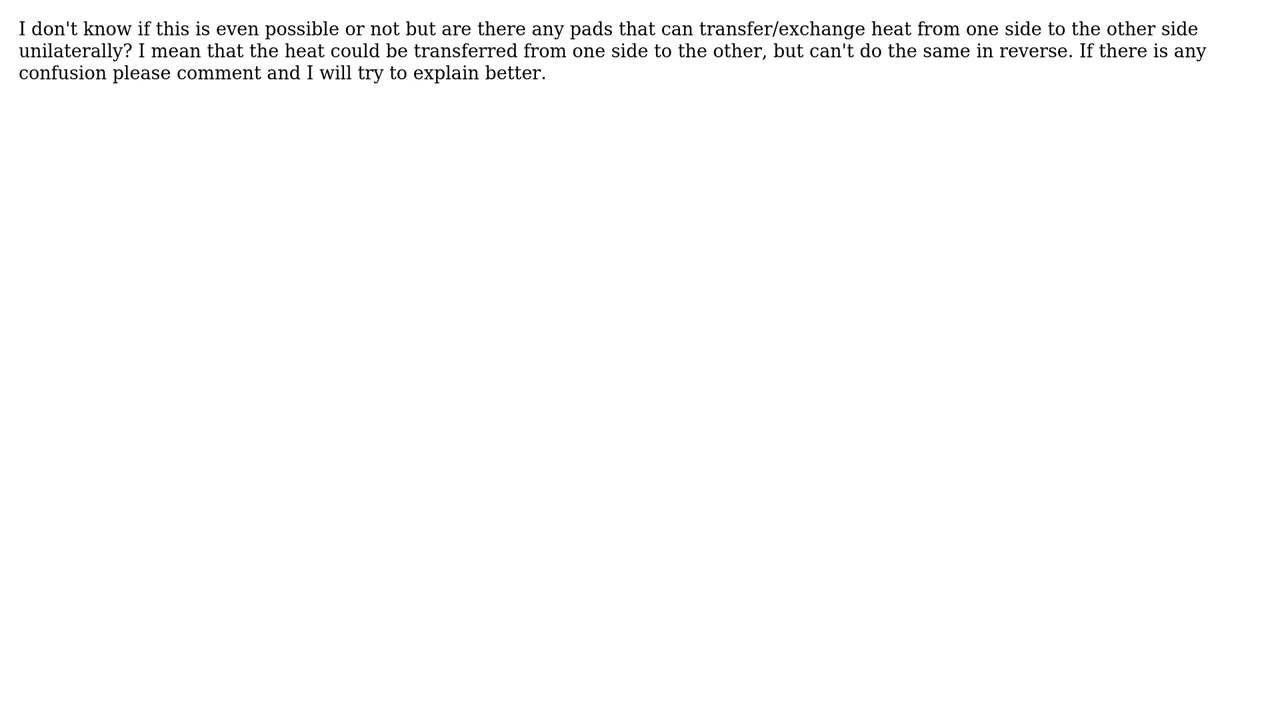 I don't know if this is even possible or not but are there any pads that can transfer/exchange heat from one side to the other side
unilaterally? I mean that the heat could be transferred from one side to the other, but can't do the same in reverse. If there is any
confusion please comment and I will try to explain better.